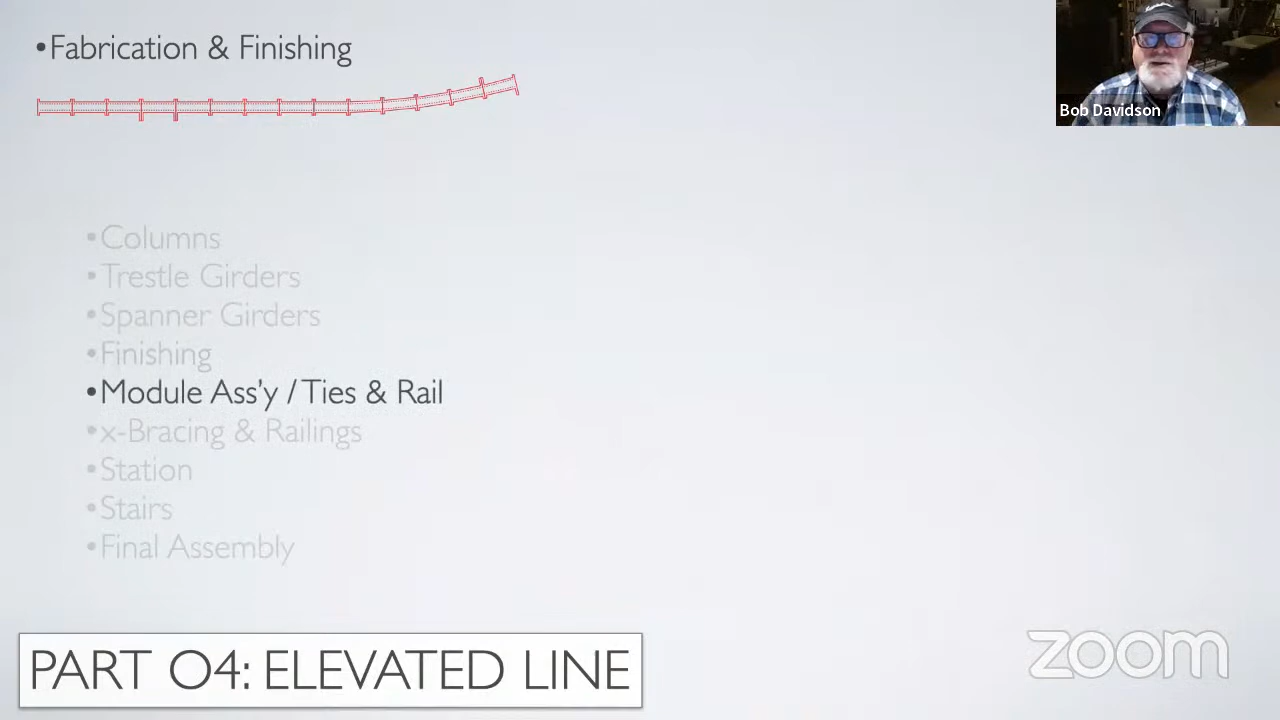 •Fabrication & Finishing
Bob Davidson
•Columns
•Trestle Girders
•Spanner Girders
•Finishing
•Module Ass'y / Ties & Rail
•x-Bracing & Railings
•Station
•Stairs
•Final Assembly
PART O4: ELEVATED LINE
zoom